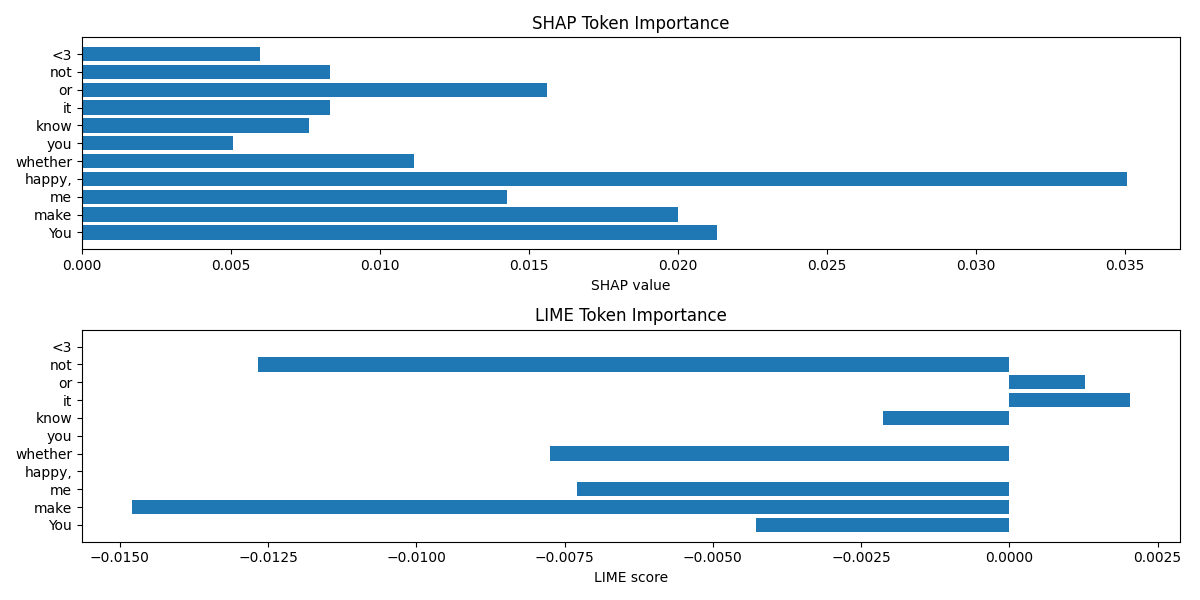 SHAP Token Importance
<3
not
or
it
know
you
whether
happy,
me
make
You
0.000 0.005 0.010 0.015 0.020 0.025 0.030 0.035
SHAP value
LIME Token Importance
<3
not
or
it
know
you
whether
happy,
me
make
You
−0.0150 −0.0125 −0.0100 −0.0075 −0.0050 −0.0025 0.0000 0.0025
LIME score